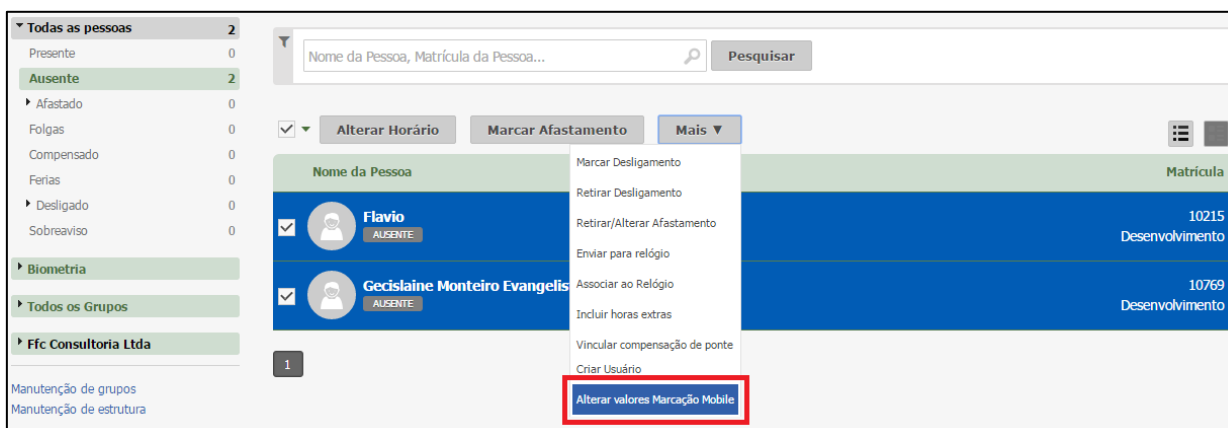 Todas as pessoas 2
Presente 0
Ausente 2
Afastado 0
Folgas 0
Compensado 0
Ferias 0
Desligado 0
Sobreaviso 0
Biometria
Todos os Grupos
Ffc Consultoria Ltda
Manutenção de grupos
Manutenção de estrutura
Nome da Pessoa, Matrícula da Pessoa...
Pesquisar
Alterar Horário Marcar Afastamento Mais ▼
Marcar Desligamento
Retirar Desligamento
Retirar/Alterar Afastamento
Enviar para relógio
Associar ao Relógio
Incluir horas extras
Vincular compensação de ponte
Criar Usuário
Alterar valores Marcação Mobile
Nome da Pessoa Matrícula
Flavio 10215
AUSENTE Desenvolvimento
Gecislaine Monteiro Evangelis 10769
AUSENTE Desenvolvimento
1